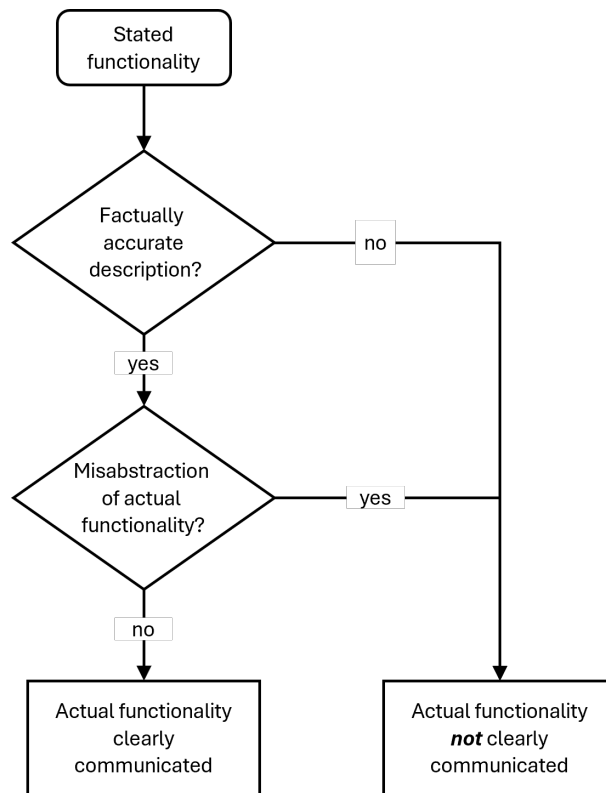 Stated
functionality
Factually
accurate
description?
no
yes
Misabstraction
of actual
functionality?
yes
no
Actual functionality
clearly
communicated
Actual functionality
not clearly
communicated